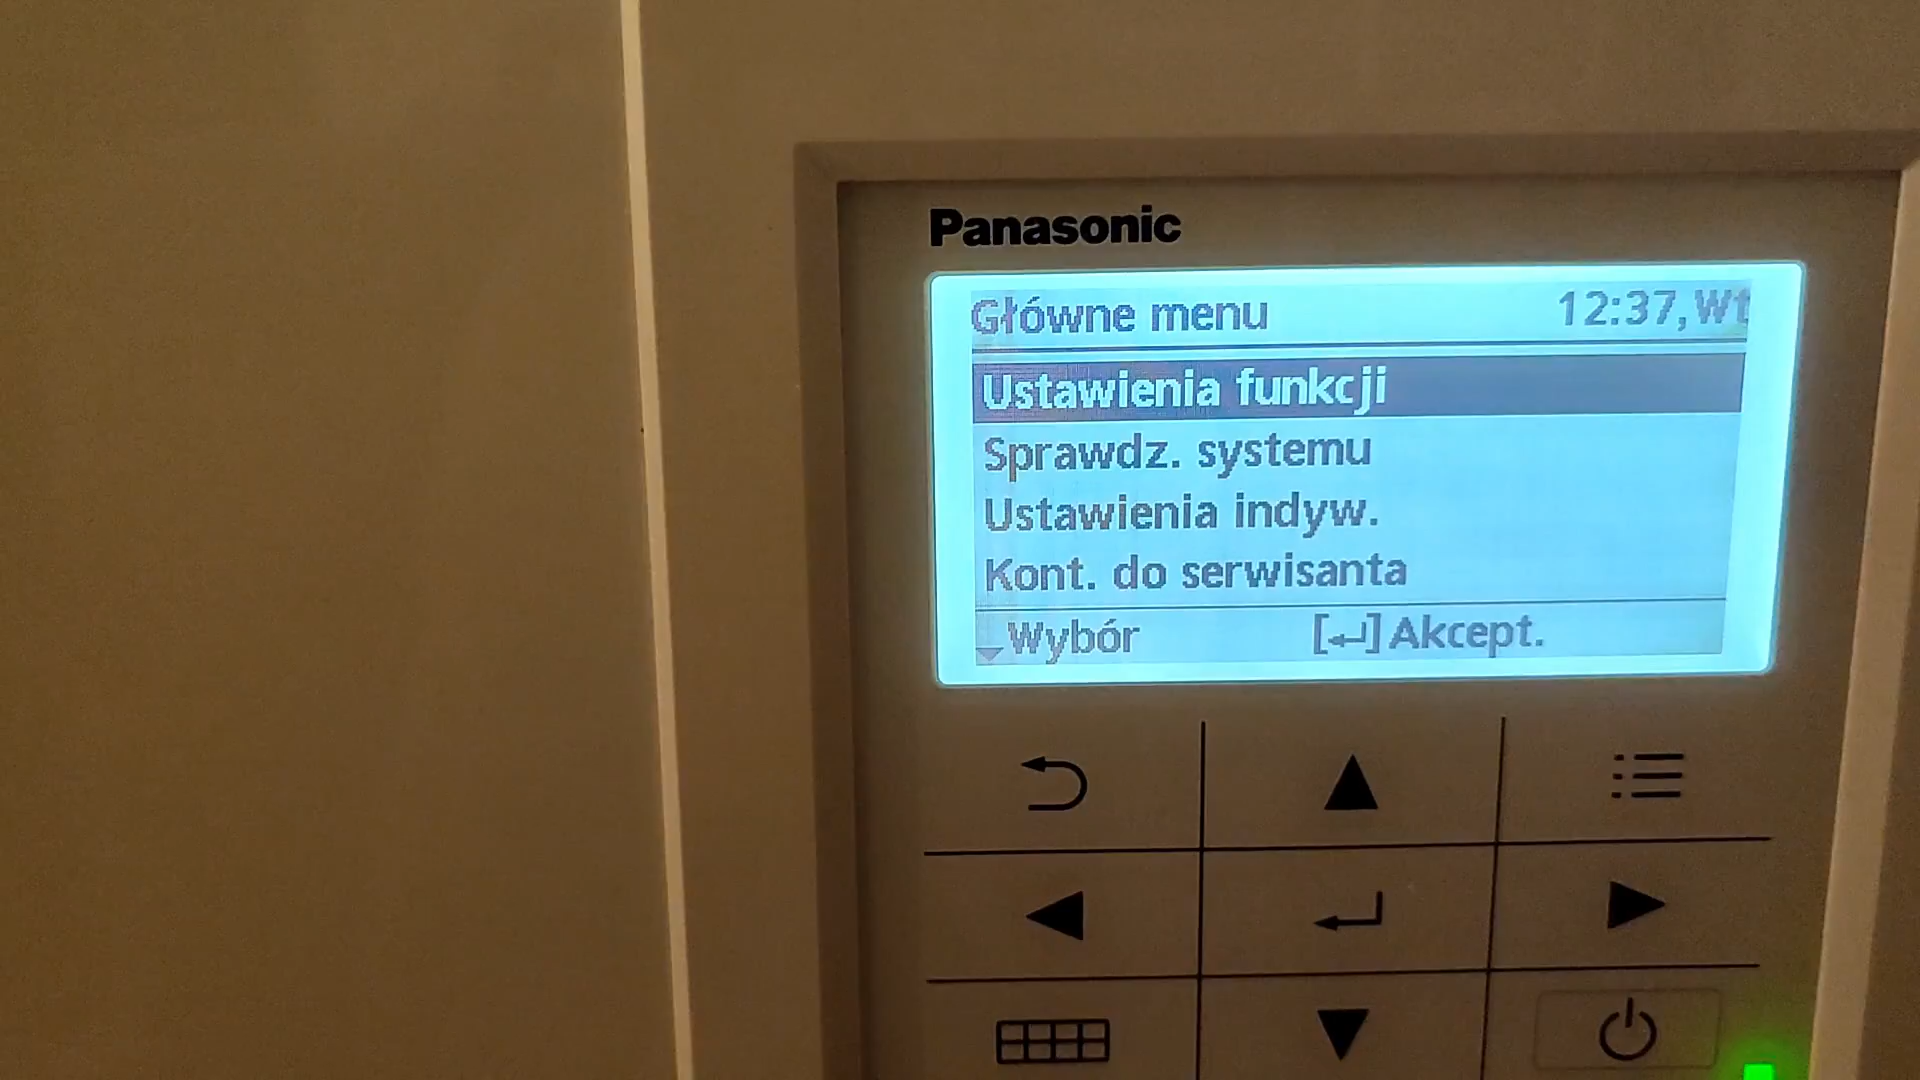 Panasonic
Główne menu 12:37,Wt
Ustawienia funkcji
Sprawdz. systemu
Ustawienia indyw.
Kont. do serwisanta
Wybór [↵]Akcept.